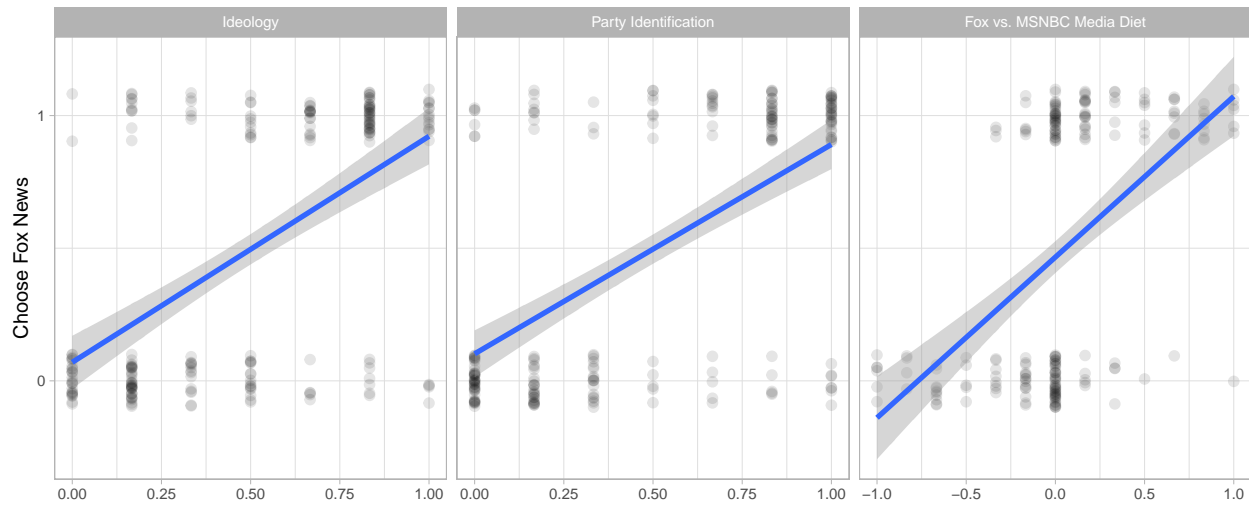 Ideology
Party Identification
Fox vs. MSNBC Media Diet
Choose Fox News
1
0
0.00 0.25 0.50 0.75 1.00
0.00 0.25 0.50 0.75 1.00
−1.0 −0.5 0.0 0.5 1.0